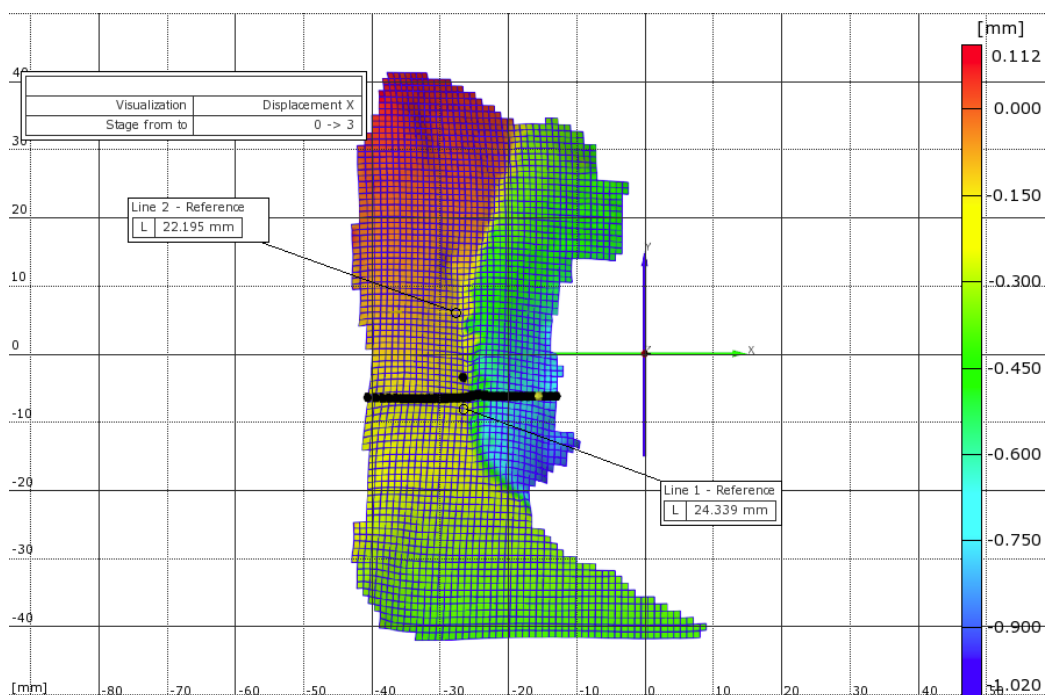 [mm]
0.112
0.000
-0.150
-0.300
-0.450
-0.600
-0.750
-0.900
-1.020
Visualization Displacement X
Stage from to 0 -> 3
Line 2 - Reference
L 22.195 mm
Line 1 - Reference
L 24.339 mm
Y
X
40
30
20
10
0
-10
-20
-30
-40
[mm] -80 -70 -60 -50 -40 -30 -20 -10 0 10 20 30 40